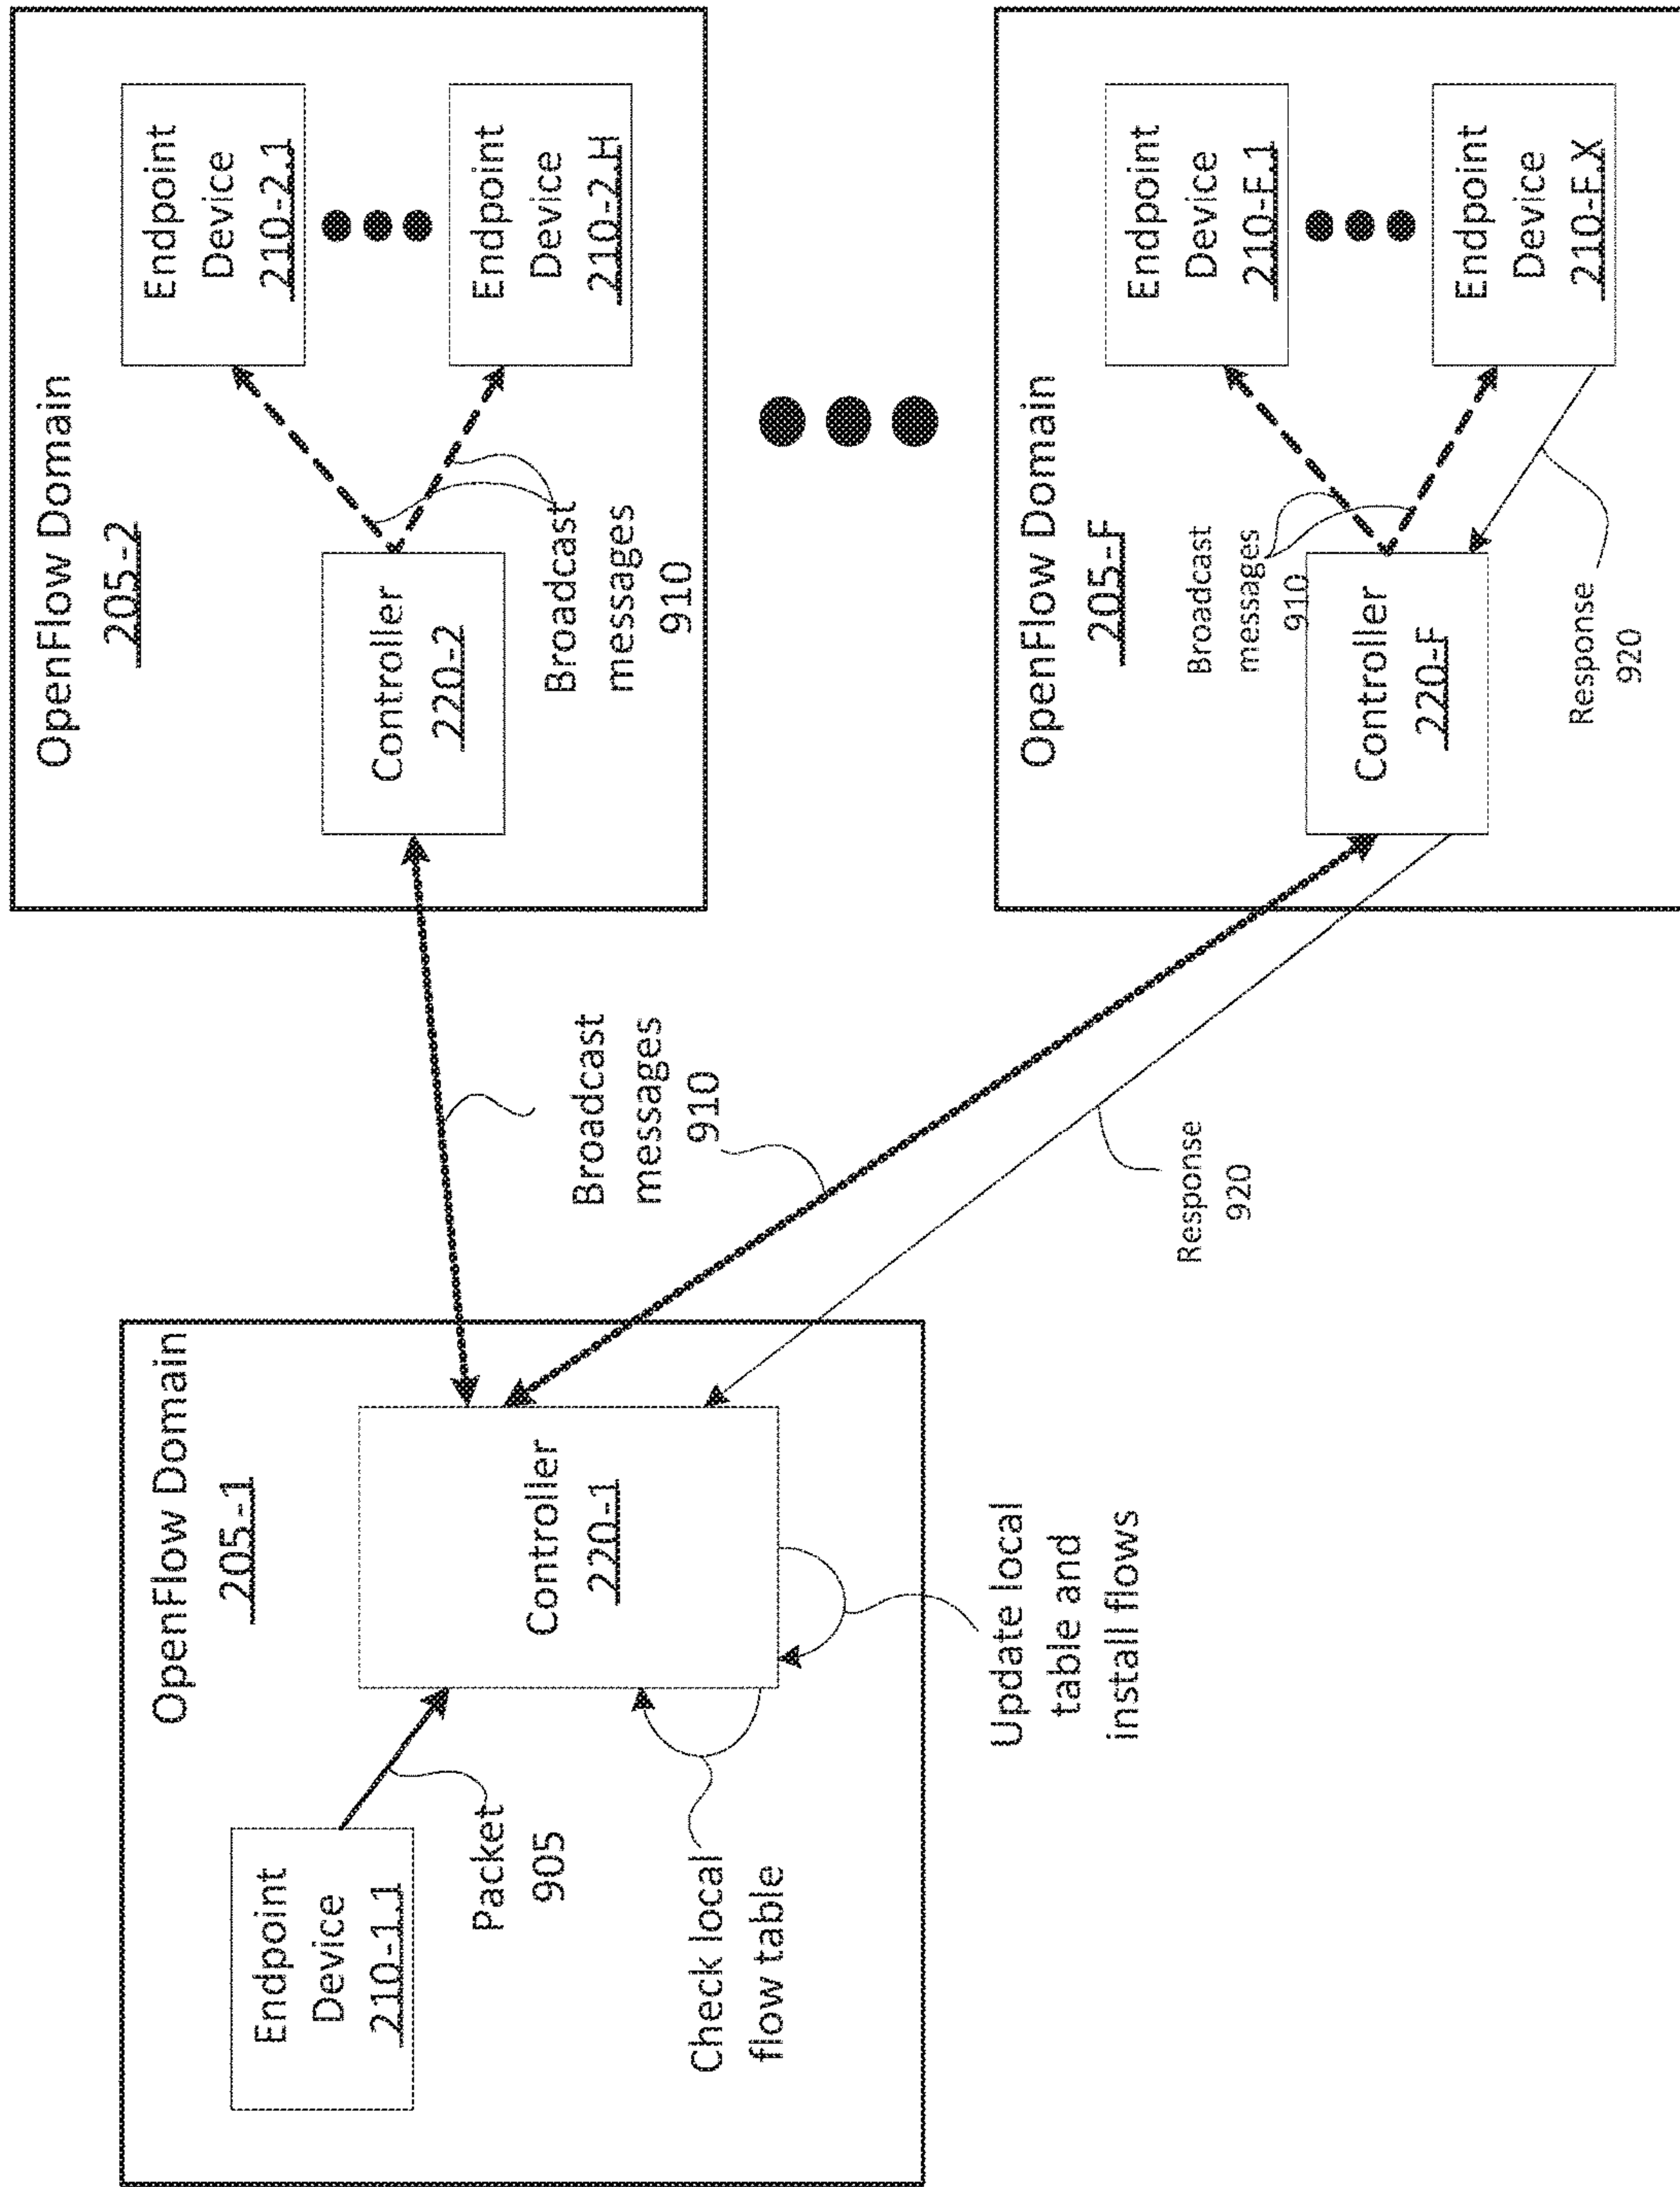 OpenFlow Domain
205-1
Endpoint
Device
210-1.1
Packet
905
Controller
220-1
Check local
flow table
Update local
table and
install flows
Broadcast
messages
910
Response
920
OpenFlow Domain
205-2
Controller
220-2
Broadcast
messages
910
Endpoint
Device
210-2.1
Endpoint
Device
210-2.H
OpenFlow Domain
205-F
Controller
220-F
Broadcast
messages
910
Response
920
Endpoint
Device
210-F.1
Endpoint
Device
210-F.X